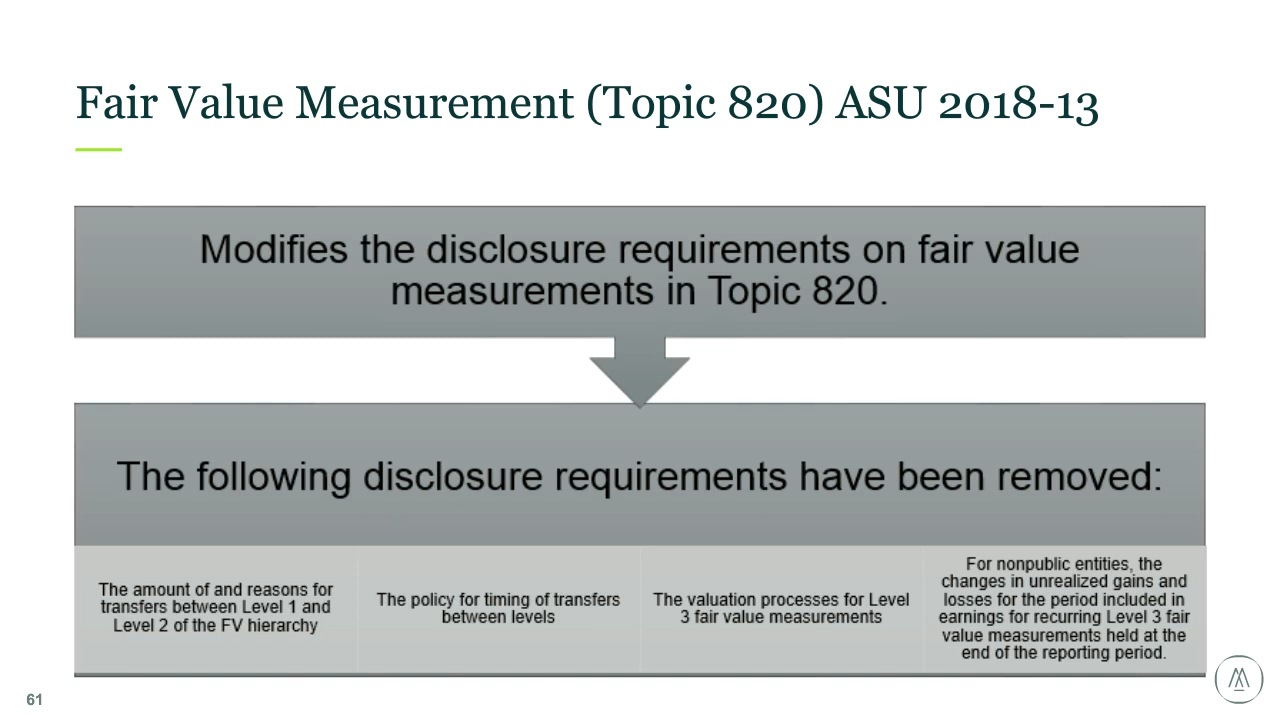 Fair Value Measurement (Topic 820) ASU 2018-13
Modifies the disclosure requirements on fair value
measurements in Topic 820.
The following disclosure requirements have been removed:
The amount of and reasons for
transfers between Level 1 and
Level 2 of the FV hierarchy
The policy for timing of transfers
between levels
The valuation processes for Level
3 fair value measurements
For nonpublic entities, the
changes in unrealized gains and
losses for the period included in
earnings for recurring Level 3 fair
value measurements held at the
end of the reporting period.
61